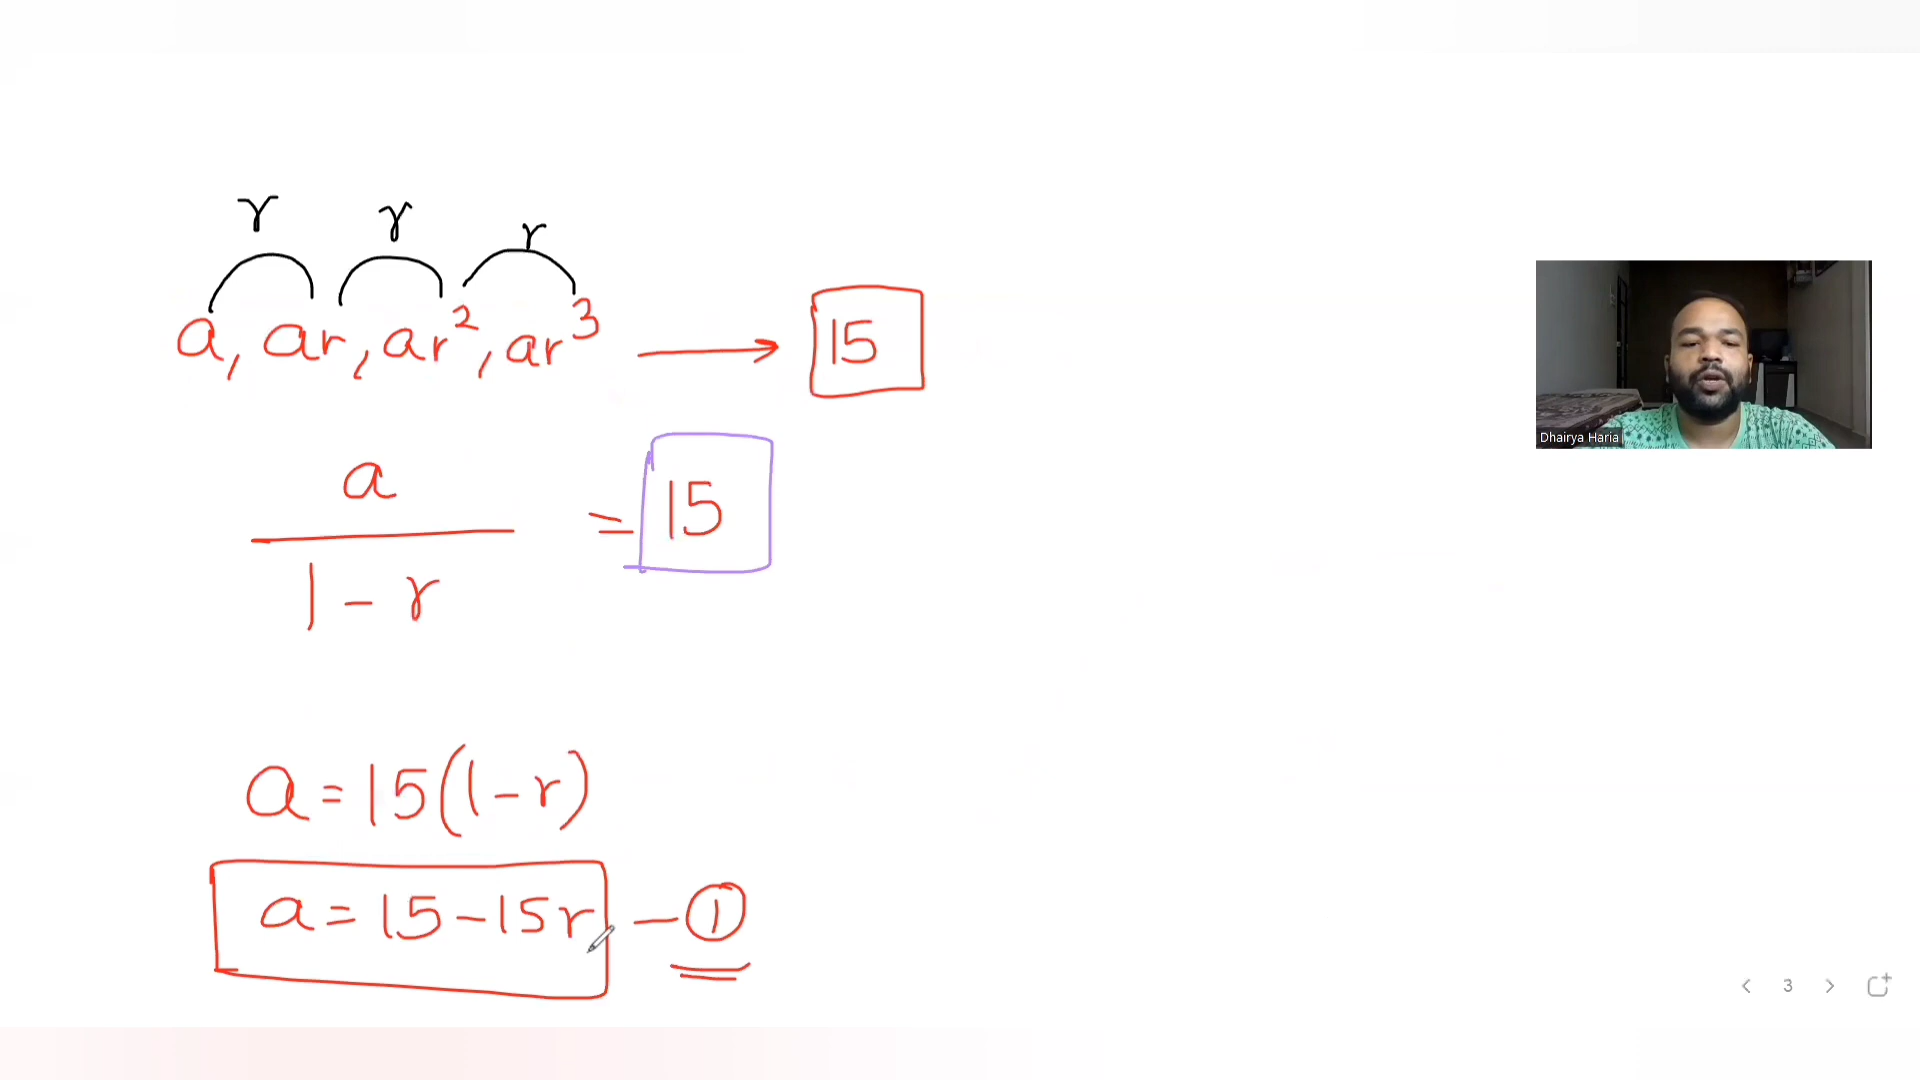 r r r
a, ar, ar², ar³ → 15
a
= 15
1 - r
a = 15(1-r)
a = 15 - 15r - ①
Dhairya Haria
3